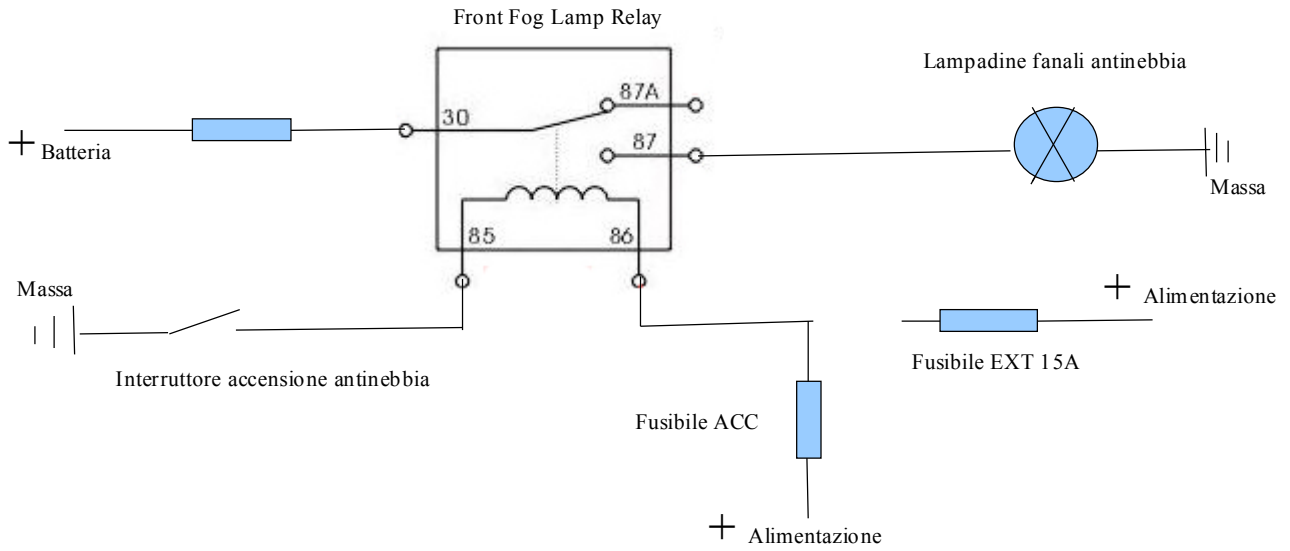 Front Fog Lamp Relay
Lampadine fanali antinebbia
87A
30
+ Batteria
87
Massa
85
86
Massa
+ Alimentazione
Interruttore accensione antinebbia
Fusibile EXT 15A
Fusibile ACC
+ Alimentazione